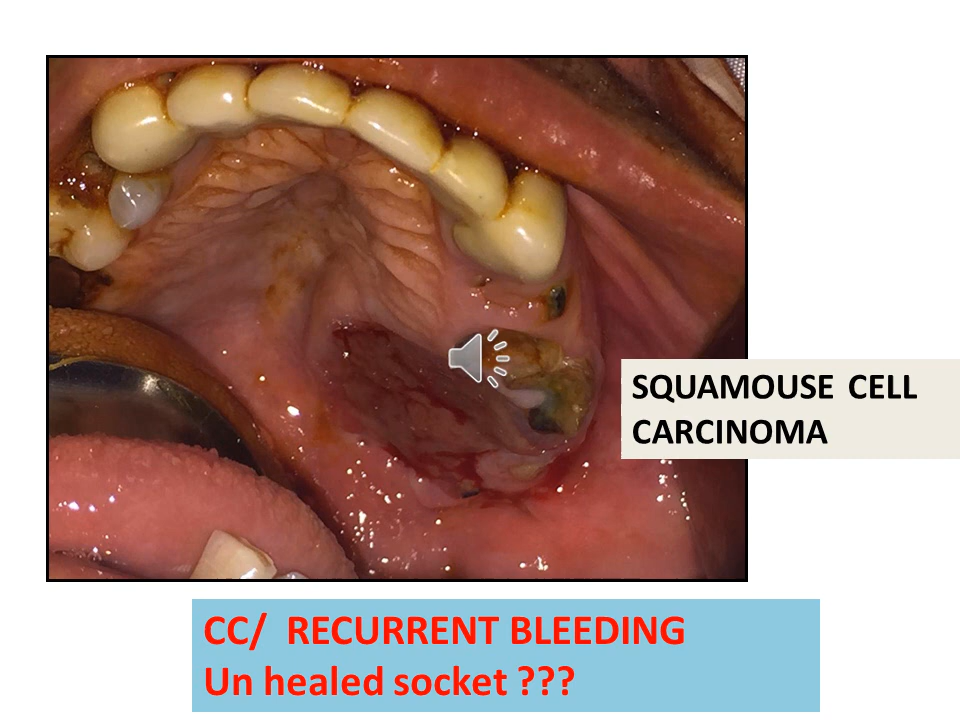 SQUAMOUSE CELL
CARCINOMA
CC/ RECURRENT BLEEDING
Un healed socket ???